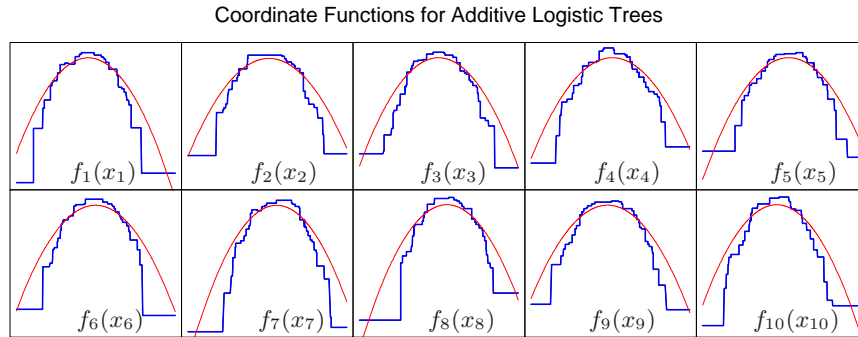 Coordinate Functions for Additive Logistic Trees
f₁(x₁) f₂(x₂) f₃(x₃) f₄(x₄) f₅(x₅)
f₆(x₆) f₇(x₇) f₈(x₈) f₉(x₉) f₁₀(x₁₀)